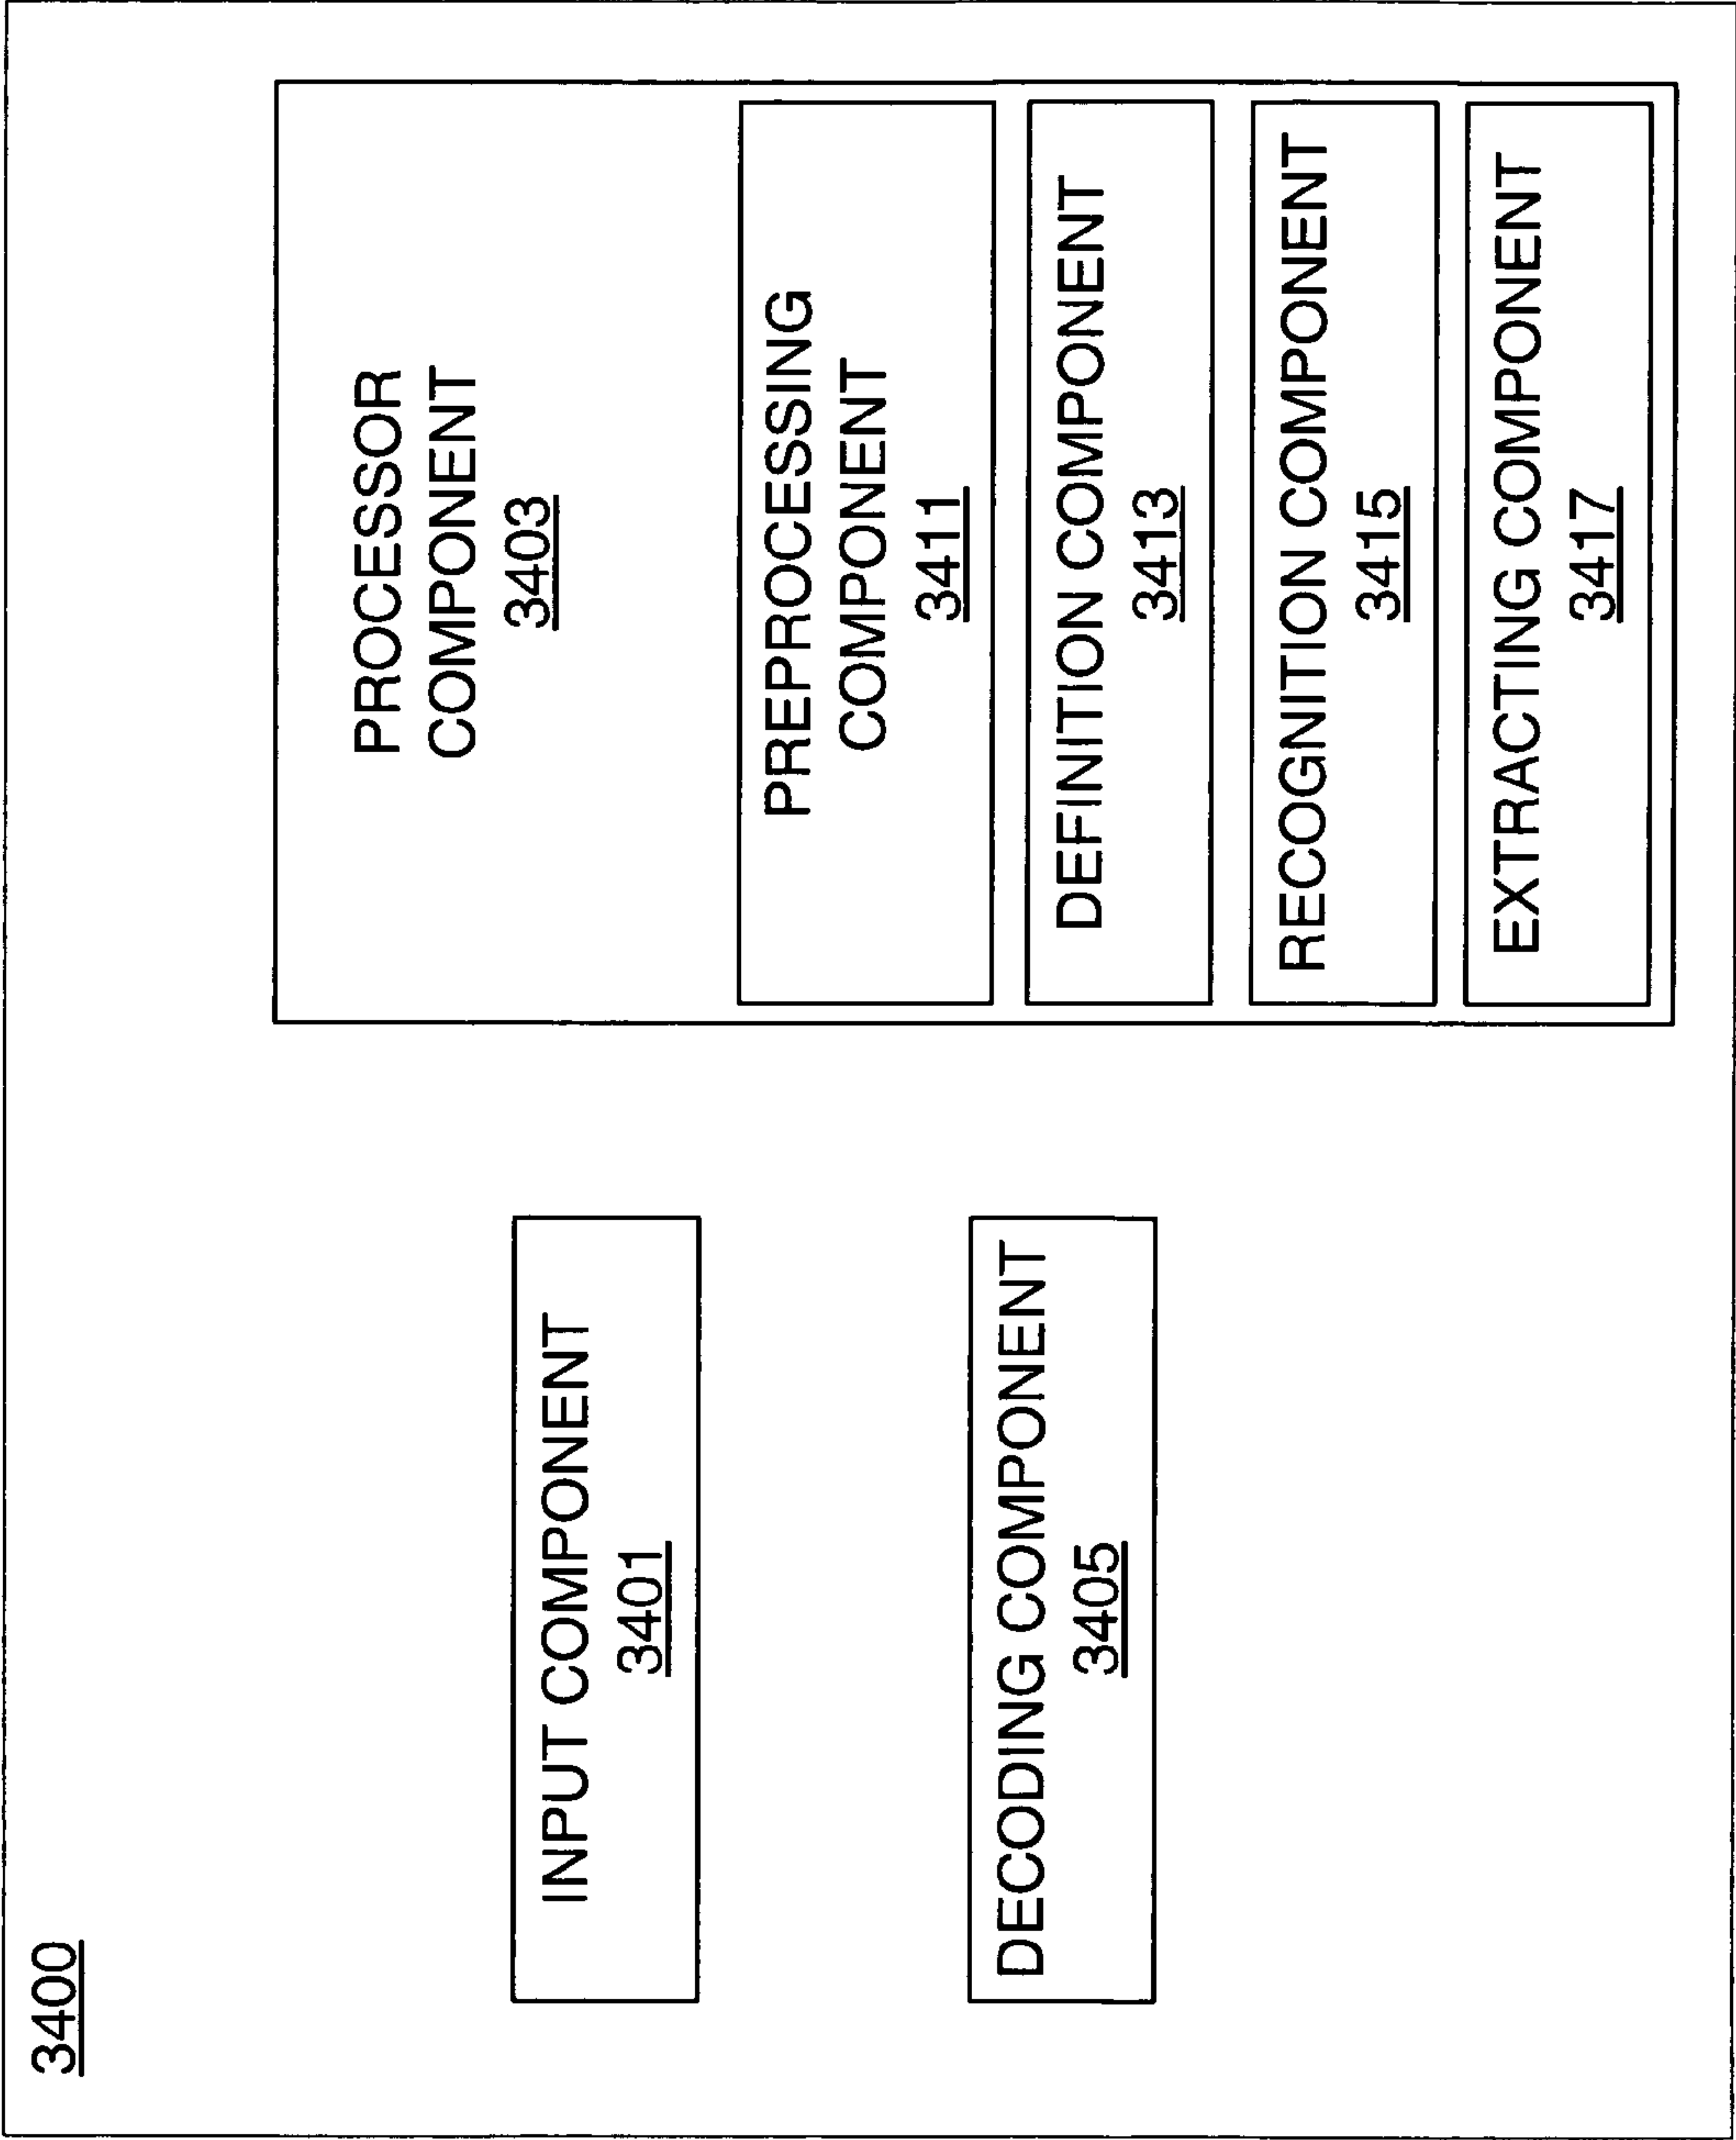 3400
INPUT COMPONENT
3401
DECODING COMPONENT
3405
PROCESSOR
COMPONENT
3403
PREPROCESSING
COMPONENT
3411
DEFINITION COMPONENT
3413
RECOGNITION COMPONENT
3415
EXTRACTING COMPONENT
3417